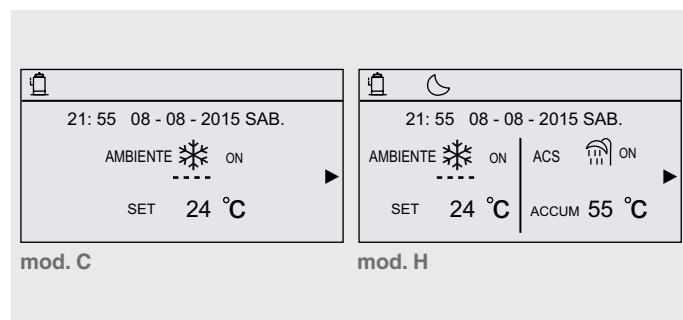 21: 55 08 - 08 - 2015 SAB.
AMBIENTE ON
SET 24 °C
mod. C
21: 55 08 - 08 - 2015 SAB.
AMBIENTE ON ACS ON
SET 24 °C ACCUM 55 °C
mod. H